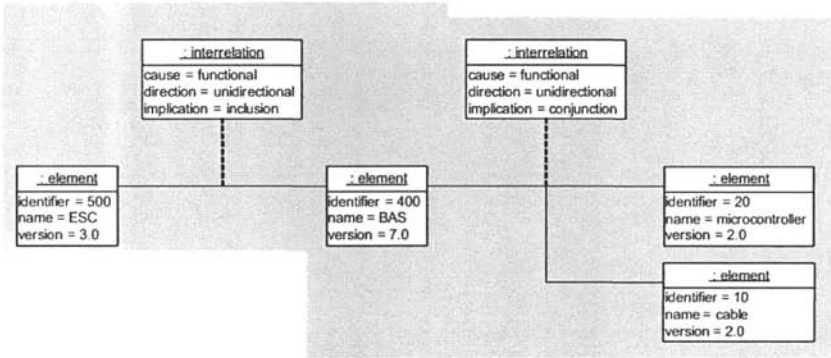 : interrelation
cause = functional
direction = unidirectional
implication = inclusion
: interrelation
cause = functional
direction = unidirectional
implication = conjunction
: element
identifier = 500
name = ESC
version = 3.0
: element
identifier = 400
name = BAS
version = 7.0
: element
identifier = 20
name = microcontroller
version = 2.0
: element
identifier = 10
name = cable
version = 2.0